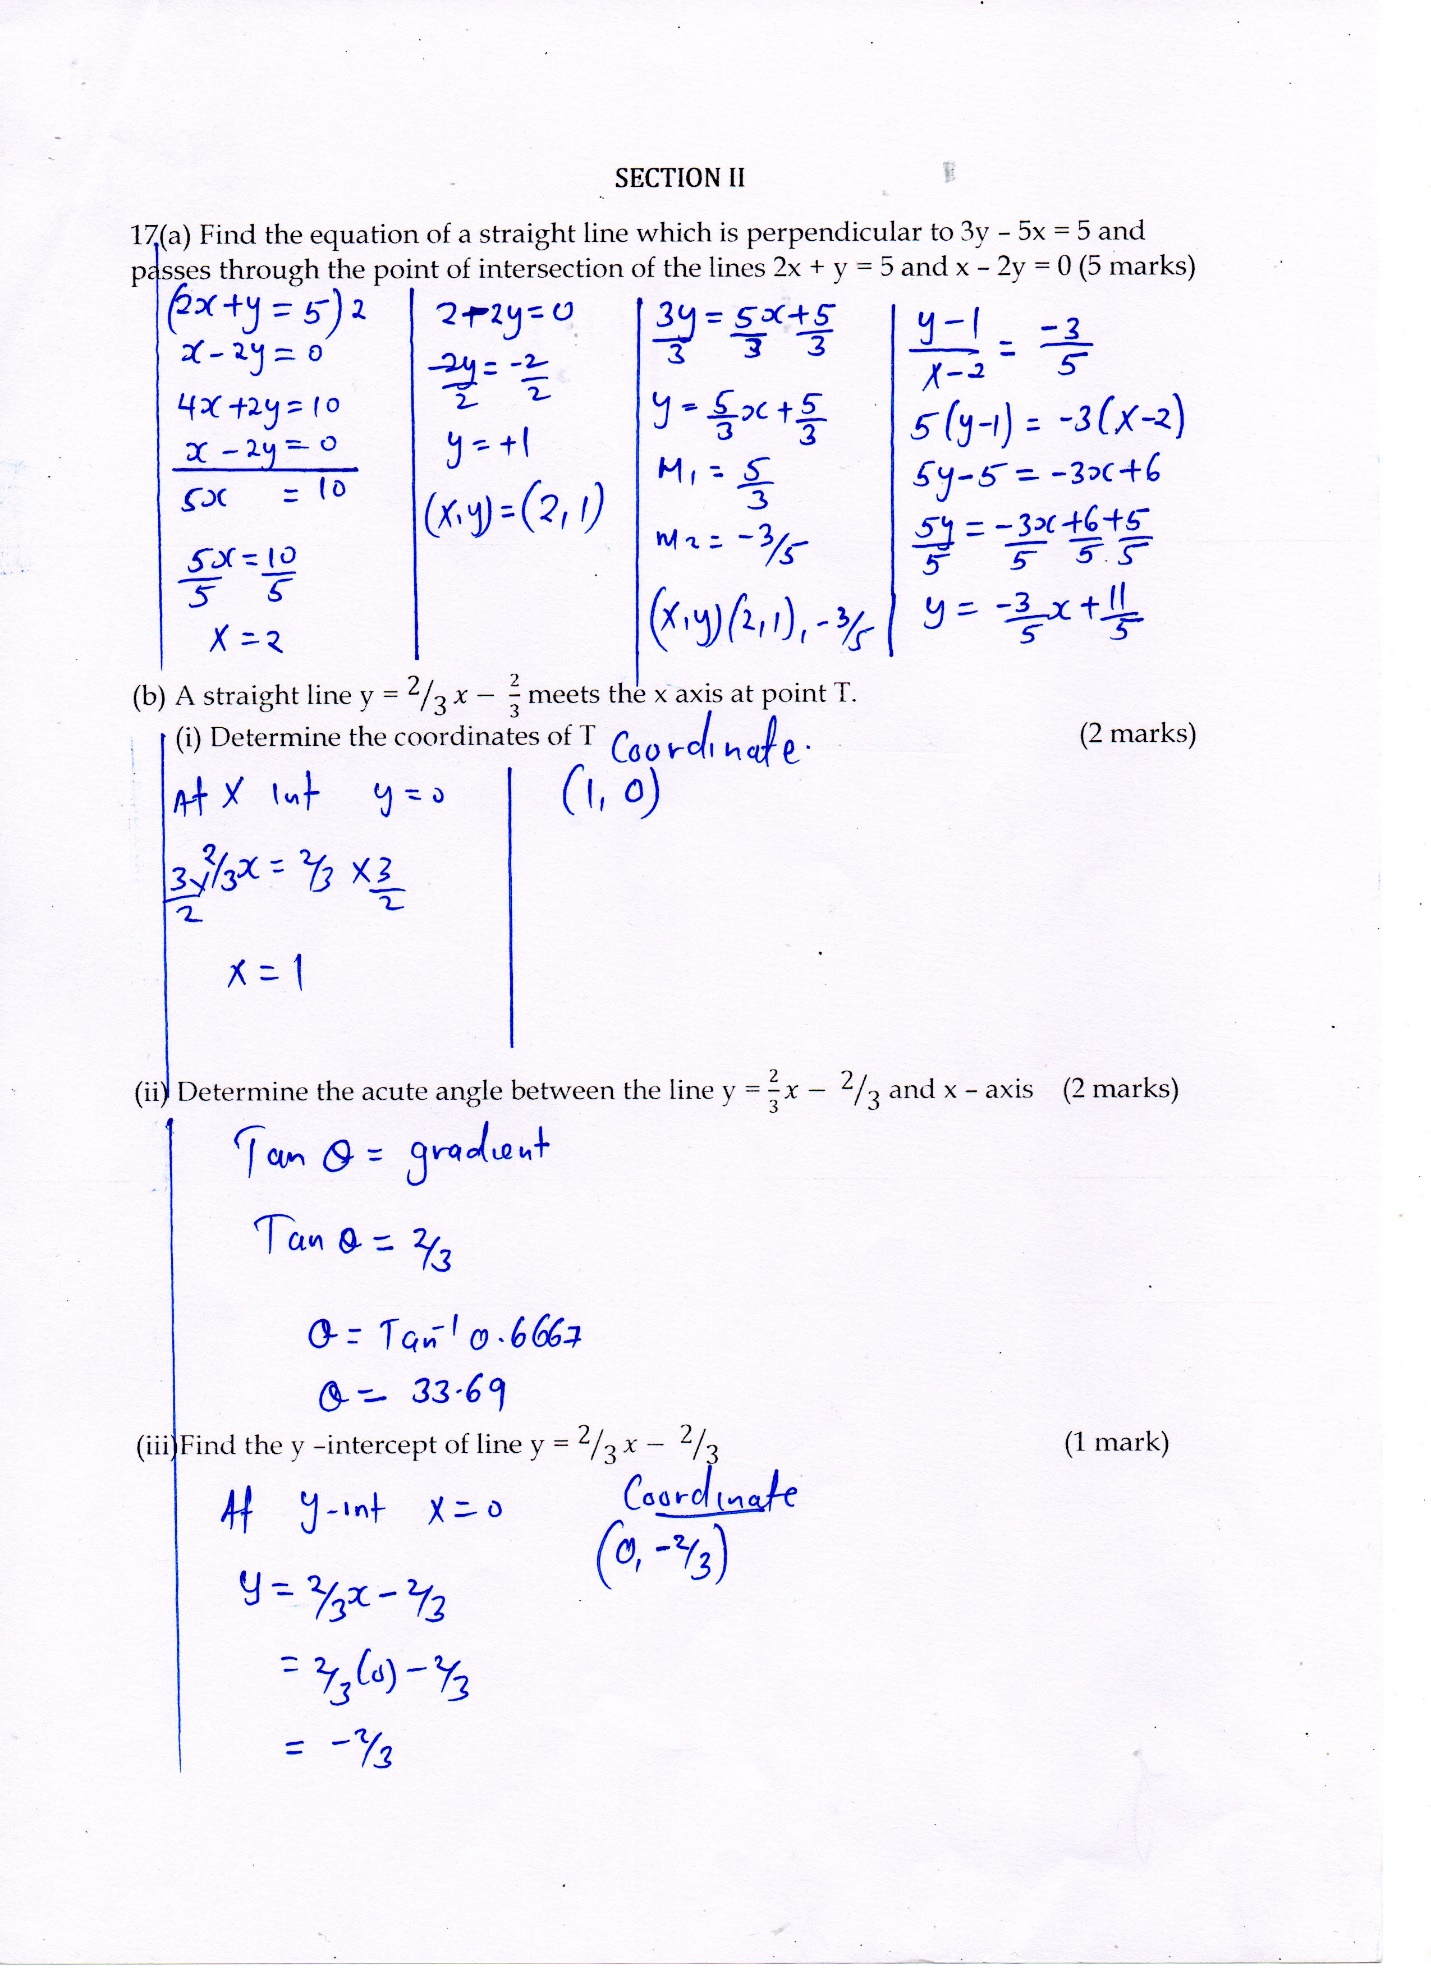 SECTION II
17(a) Find the equation of a straight line which is perpendicular to 3y – 5x = 5 and
passes through the point of intersection of the lines 2x + y = 5 and x – 2y = 0 (5 marks)
(2x+y=5)2
x-2y=0
4x+2y=10
x-2y=0
5x = 10
5x/5 = 10/5
x=2
2-2y=0
-2y/2 = -2/2
y=+1
(x,y)=(2,1)
3y/3 = 5x/3 + 5/3
y = 5/3 x + 5/3
M1 = 5/3
M2 = -3/5
(x,y)(2,1), -3/5
y-1/x-2 = -3/5
5(y-1) = -3(x-2)
5y-5 = -3x+6
5y/5 = -3x/5 + 6/5 + 5/5
y = -3/5 x + 11/5
(b) A straight line y = 2/3 x – 2/3 meets the x axis at point T.
(i) Determine the coordinates of T (2 marks)
At x int y=0
3/2 x 2/3x = 2/3 x 3/2
x=1
Coordinate.
(1, 0)
(ii) Determine the acute angle between the line y = 2/3 x – 2/3 and x – axis (2 marks)
Tan θ = gradient
Tan θ = 2/3
θ = Tan⁻¹ 0.6667
θ = 33.69
(iii) Find the y –intercept of line y = 2/3 x – 2/3 (1 mark)
At y-int x=0
y = 2/3x - 2/3
= 2/3(0) - 2/3
= -2/3
Coordinate
(0, -2/3)